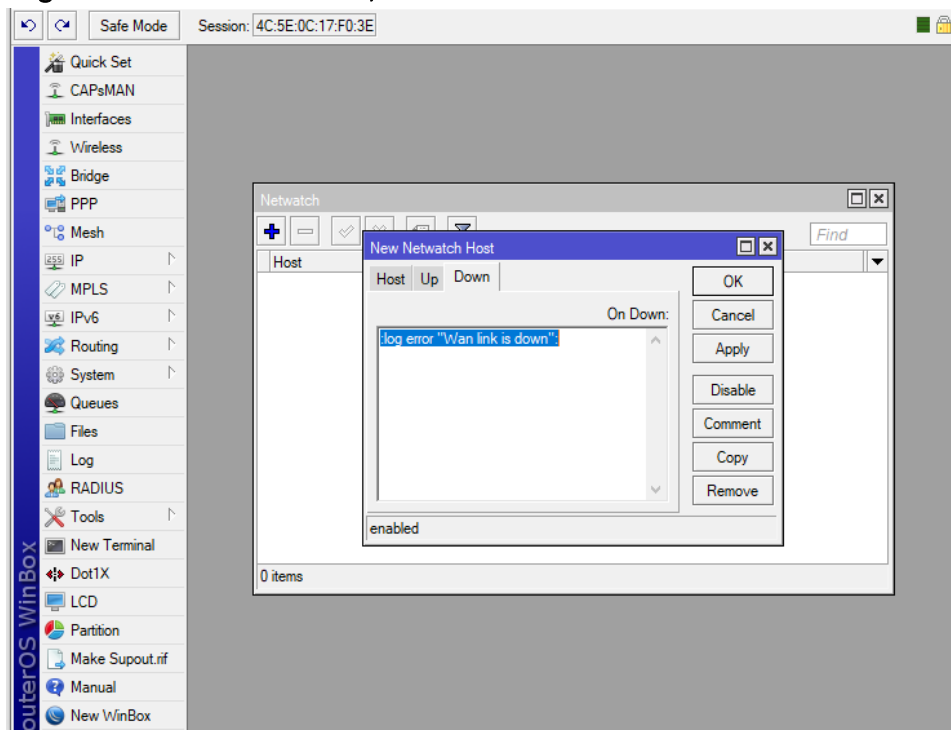 Safe Mode Session: 4C:5E:0C:17:F0:3E
Quick Set
CAPsMAN
Interfaces
Wireless
Bridge
PPP
Mesh
255 IP
MPLS
v6 IPv6
Routing
System
Queues
Files
Log
RADIUS
Tools
New Terminal
Dot1X
LCD
Partition
Make Supout.rif
Manual
New WinBox
outerOS WinBox
Netwatch
Find
Host
0 items
New Netwatch Host
Host Up Down
On Down:
:log error "Wan link is down":
enabled
OK
Cancel
Apply
Disable
Comment
Copy
Remove